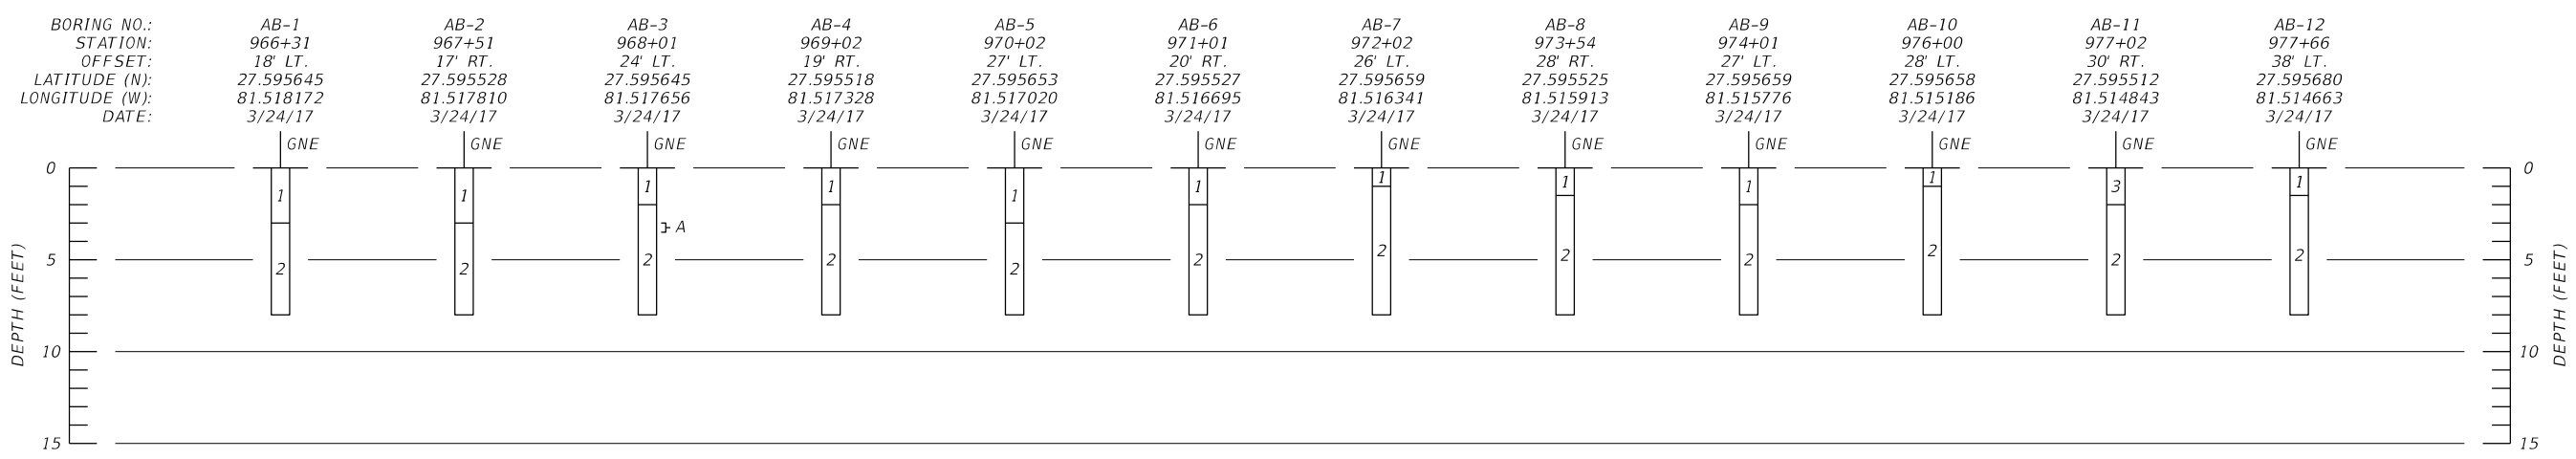 BORING NO.: AB-1 AB-2 AB-3 AB-4 AB-5 AB-6 AB-7 AB-8 AB-9 AB-10 AB-11 AB-12
STATION: 966+31 967+51 968+01 969+02 970+02 971+01 972+02 973+54 974+01 976+00 977+02 977+66
OFFSET: 18' LT. 17' RT. 24' LT. 19' RT. 27' LT. 20' RT. 26' LT. 28' RT. 27' LT. 28' LT. 30' RT. 38' LT.
LATITUDE (N): 27.595645 27.595528 27.595645 27.595518 27.595653 27.595527 27.595659 27.595525 27.595659 27.595658 27.595512 27.595680
LONGITUDE (W): 81.518172 81.517810 81.517656 81.517328 81.517020 81.516695 81.516341 81.515913 81.515776 81.515186 81.514843 81.514663
DATE: 3/24/17 3/24/17 3/24/17 3/24/17 3/24/17 3/24/17 3/24/17 3/24/17 3/24/17 3/24/17 3/24/17 3/24/17
GNE GNE GNE GNE GNE GNE GNE GNE GNE GNE GNE GNE
0 0
1 1 1 1 1 1 1 1 1 1 3 1
A
5 5
2 2 2 2 2 2 2 2 2 2 2 2
10 10
15 15
DEPTH (FEET)
DEPTH (FEET)